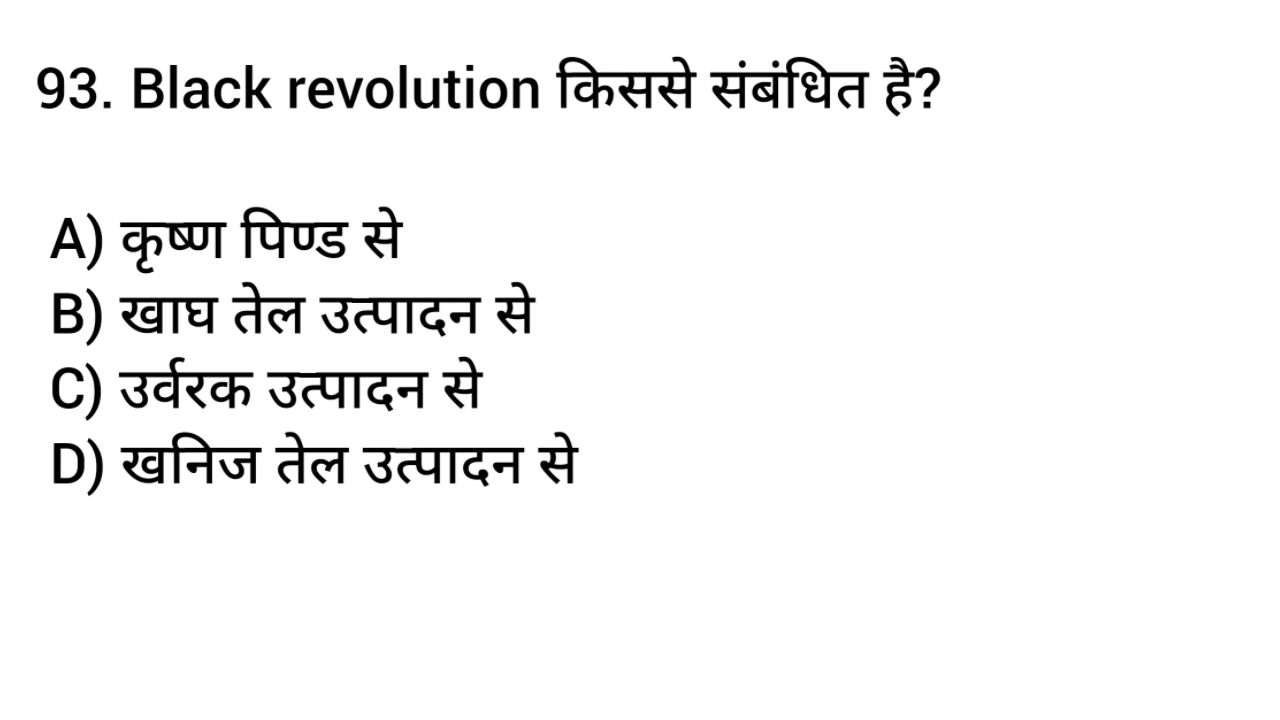 93. Black revolution किससे संबंधित है?
A) कृष्ण पिण्ड से
B) खाघ तेल उत्पादन से
C) उर्वरक उत्पादन से
D) खनिज तेल उत्पादन से